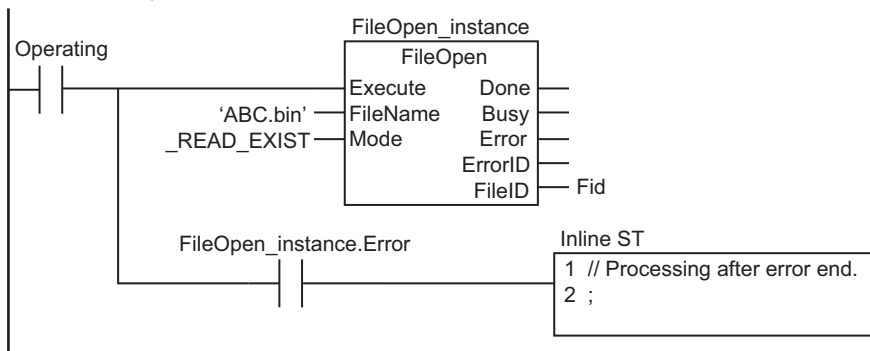 FileOpen_instance
Operating
FileOpen
Execute Done
'ABC.bin' FileName Busy
_READ_EXIST Mode Error
ErrorID
FileID Fid
FileOpen_instance.Error
Inline ST
1 // Processing after error end.
2 ;